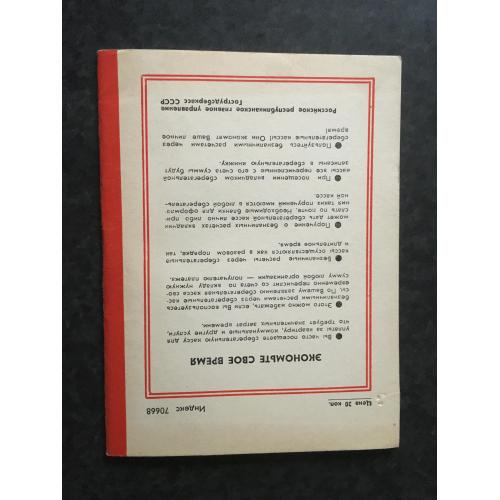 Цена 20 коп.
Индекс 70668
ЭКОНОМЬТЕ СВОЕ ВРЕМЯ
● Вы часто посещаете сберегательную кассу для
уплаты за квартиру, коммунальные и другие услуги,
что требует значительных затрат времени.
● Этого можно избежать, если Вы воспользуетесь
безналичными расчетами через сберегательные кас-
сы. По Вашему заявлению сберегательная касса сво-
евременно перечислит со счета по вкладу нужную
сумму любой организации — получателю платежа.
● Безналичные расчеты через сберегательные
кассы осуществляются как в разовом порядке, так
и длительное время.
● Поручение о безналичных расчетах вкладчик
может дать сберегательной кассе лично либо при-
слать по почте. Необходимые бланки для оформле-
ния таких поручений имеются в любой сберегатель-
ной кассе.
● При посещении вкладчиком сберегательной
кассы все перечисленные с его счета суммы будут
записаны в сберегательную книжку.
● Пользуйтесь безналичными расчетами через
сберегательные кассы! Они экономят Ваше личное
время!
Российское республиканское главное управление
Гострудсберкасс СССР